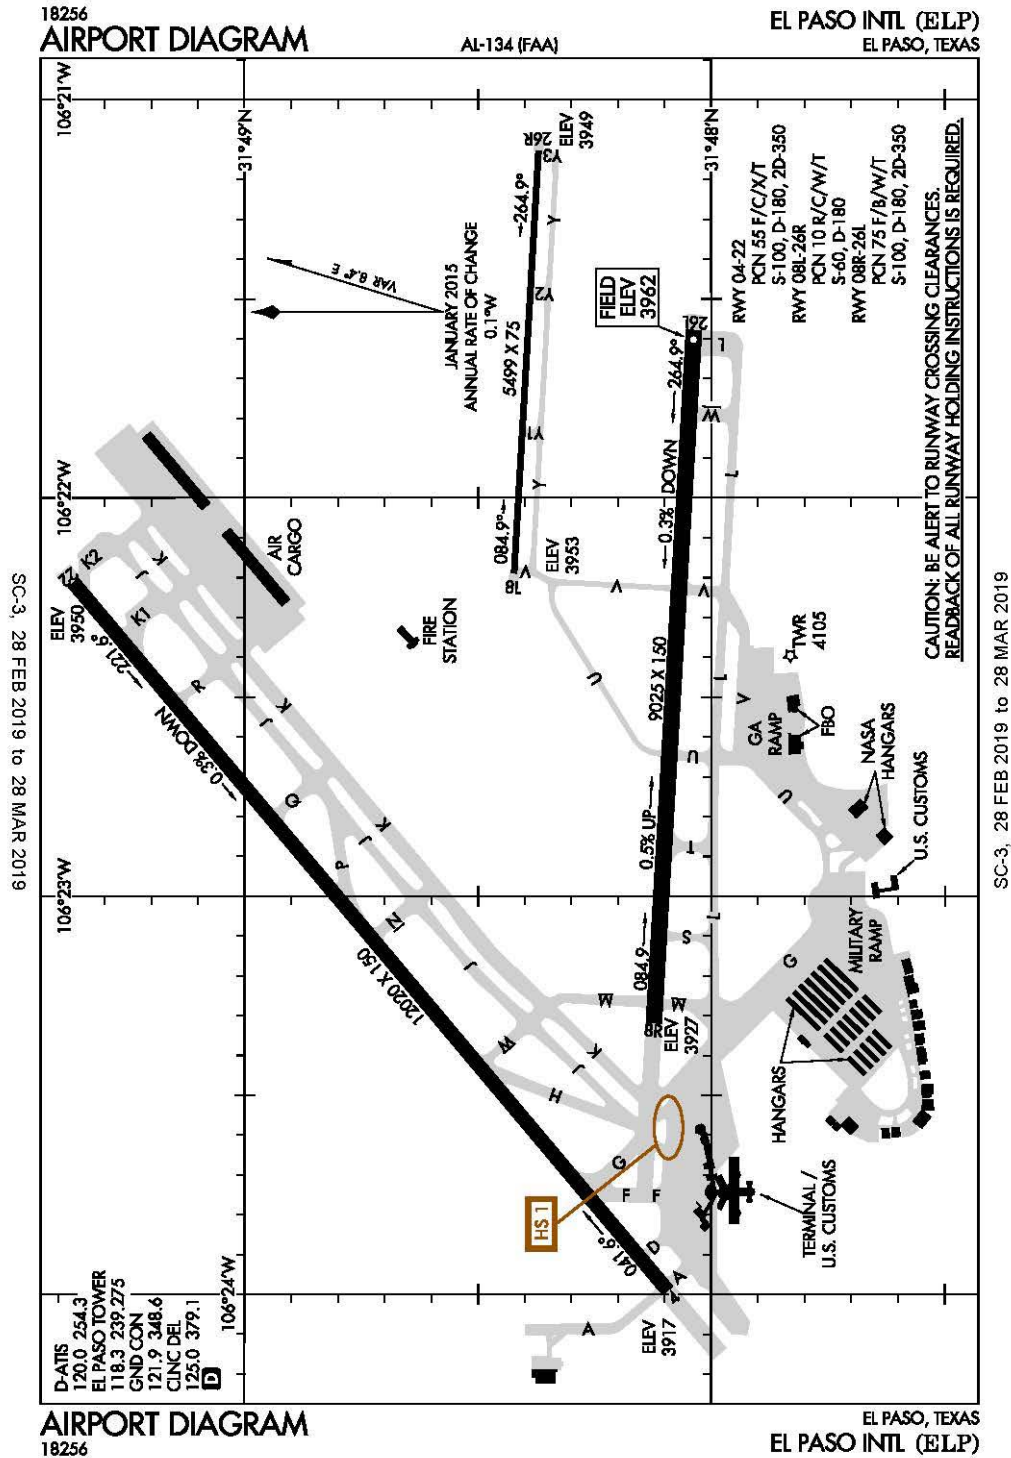 18256
AIRPORT DIAGRAM
AL-134 (FAA)
EL PASO INTL (ELP)
EL PASO, TEXAS
106°21'W
31°49'N
31°48'N
VAR 8.4° E
JANUARY 2015
ANNUAL RATE OF CHANGE
0.1°W
26R
ELEV
3949
264.9°
Y3
Y
Y2
5499 X 75
Y1
Y
084.9°
8L
ELEV
3953
V
FIELD
ELEV
3962
26L
264.9°
0.3% DOWN
L
W
L
RWY 04-22
PCN 55 F/C/X/T
S-100, D-180, 2D-350
RWY 08L-26R
PCN 10 R/C/W/T
S-60, D-180
RWY 08R-26L
PCN 75 F/B/W/T
S-100, D-180, 2D-350
CAUTION: BE ALERT TO RUNWAY CROSSING CLEARANCES.
READBACK OF ALL RUNWAY HOLDING INSTRUCTIONS IS REQUIRED.
106°22'W
AIR
CARGO
22
K2
ELEV
3950
221.6°
K1
J
K
R
0.3% DOWN
J
K
FIRE
STATION
V
V
U
9025 X 150
L
V
TWR
4105
GA
RAMP
FBO
U
U
NASA
HANGARS
U.S. CUSTOMS
Q
P
J
K
0.5% UP
T
106°23'W
N
J
12020 X 150
084.9
S
L
M
M
8R
ELEV
3927
G
MILITARY
RAMP
HANGARS
W
K
J
H
G
F
F
HS 1
D
041.6°
A
4
A
ELEV
3917
TERMINAL/
U.S. CUSTOMS
106°24'W
D-ATIS
120.0 254.3
EL PASO TOWER
118.3 239.275
GND CON
121.9 348.6
CLNC DEL
125.0 379.1
D
SC-3, 28 FEB 2019 to 28 MAR 2019
SC-3, 28 FEB 2019 to 28 MAR 2019
AIRPORT DIAGRAM
18256
EL PASO, TEXAS
EL PASO INTL (ELP)